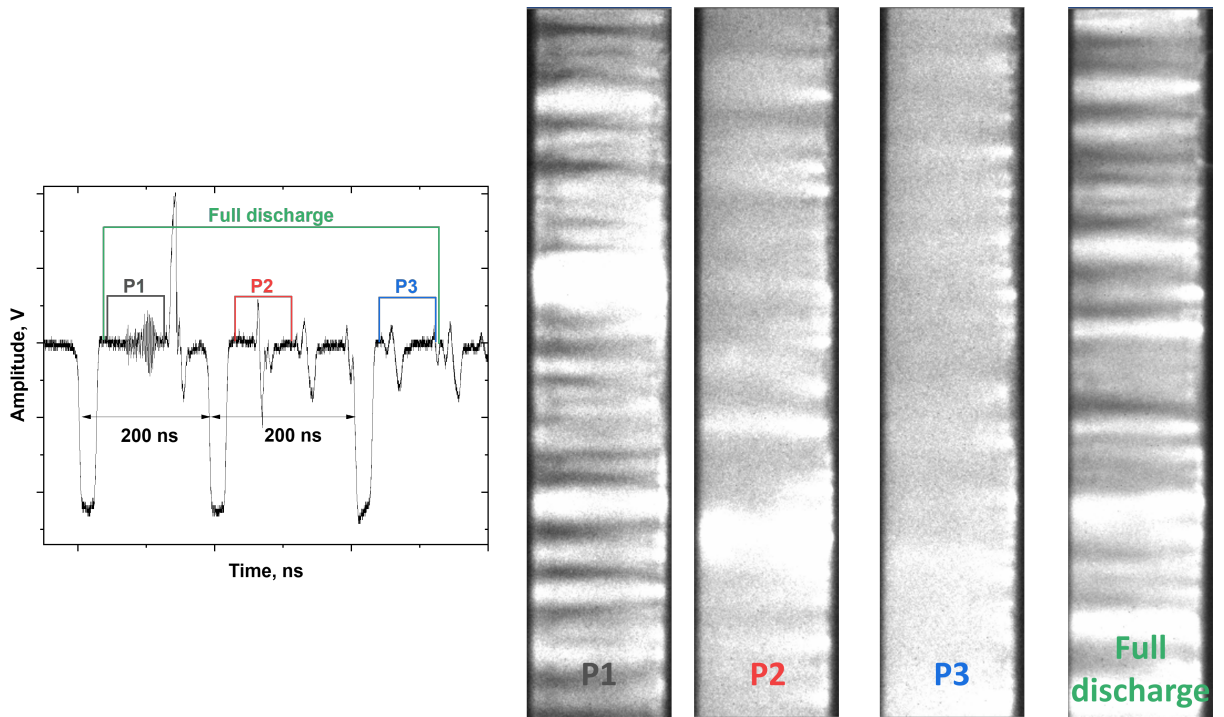 Full discharge
P1
P2
P3
200 ns
200 ns
Amplitude, V
Time, ns
P1
P2
P3
Full
discharge